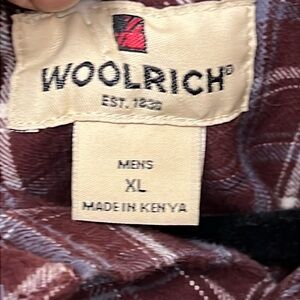 WOOLRICH®
EST. 1830
MENS
XL
MADE IN KENYA